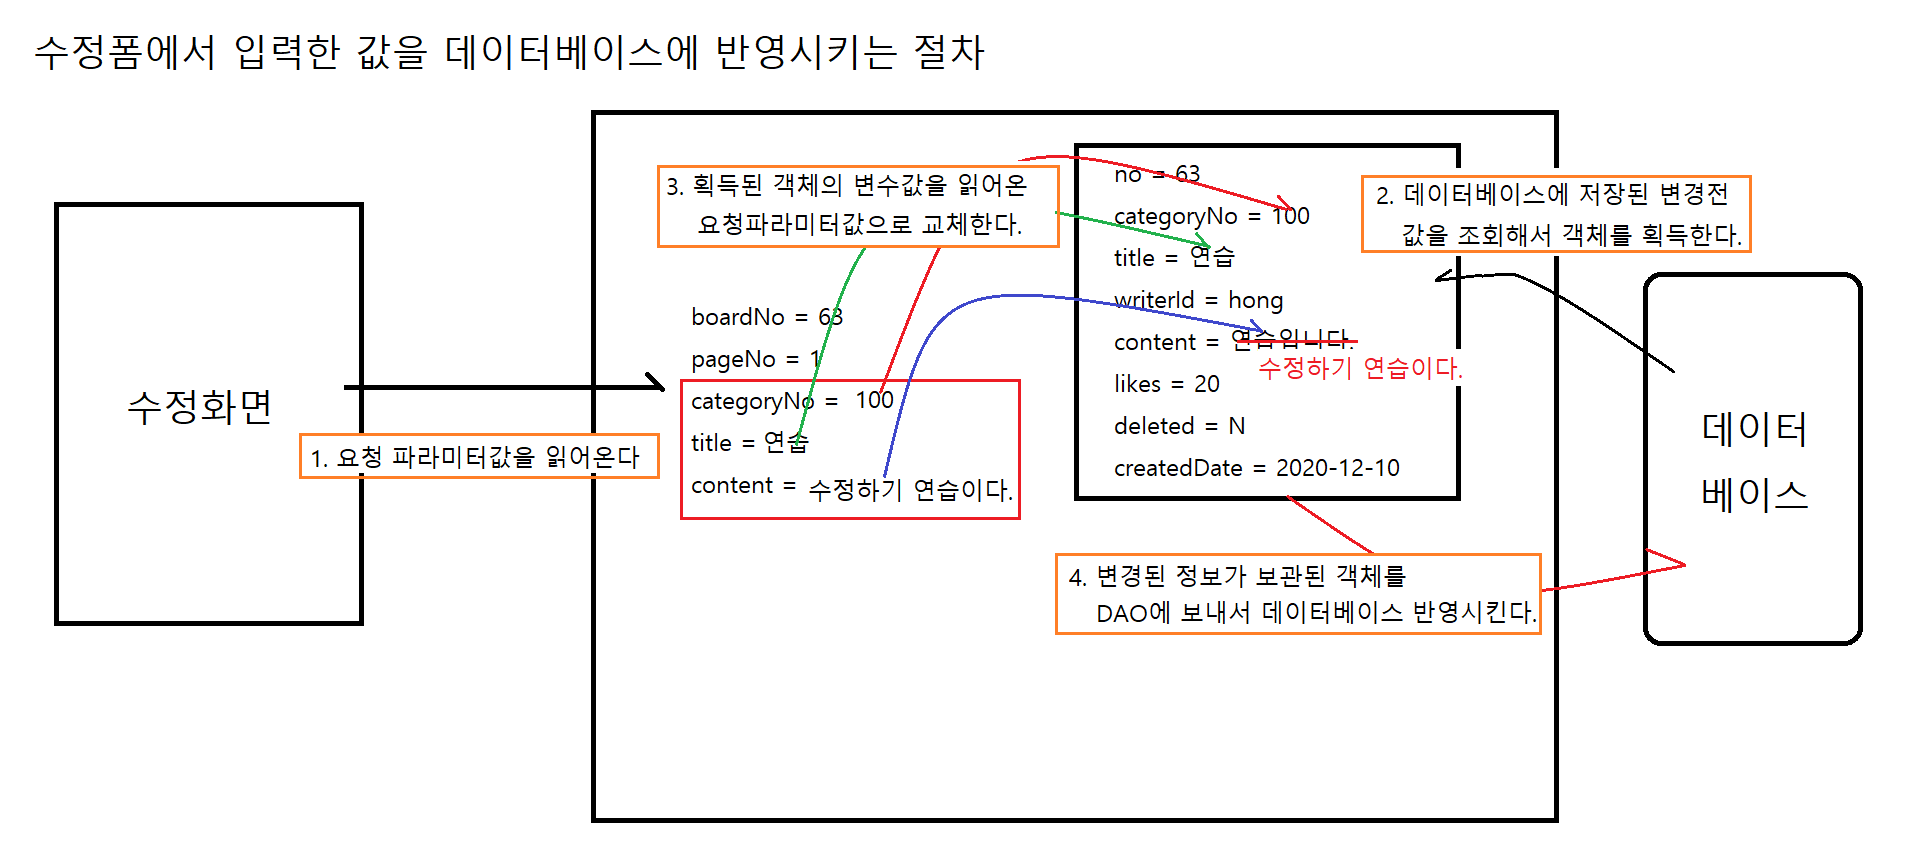 수정폼에서 입력한 값을 데이터베이스에 반영시키는 절차
수정화면
1. 요청 파라미터값을 읽어온다
3. 획득된 객체의 변수값을 읽어온
요청파라미터값으로 교체한다.
boardNo = 63
pageNo = 1
categoryNo = 100
title = 연습
content = 수정하기 연습이다.
no = 63
categoryNo = 100
title = 연습
writerId = hong
content = 연습입니다.
수정하기 연습이다.
likes = 20
deleted = N
createdDate = 2020-12-10
2. 데이터베이스에 저장된 변경전
값을 조회해서 객체를 획득한다.
4. 변경된 정보가 보관된 객체를
DAO에 보내서 데이터베이스 반영시킨다.
데이터
베이스